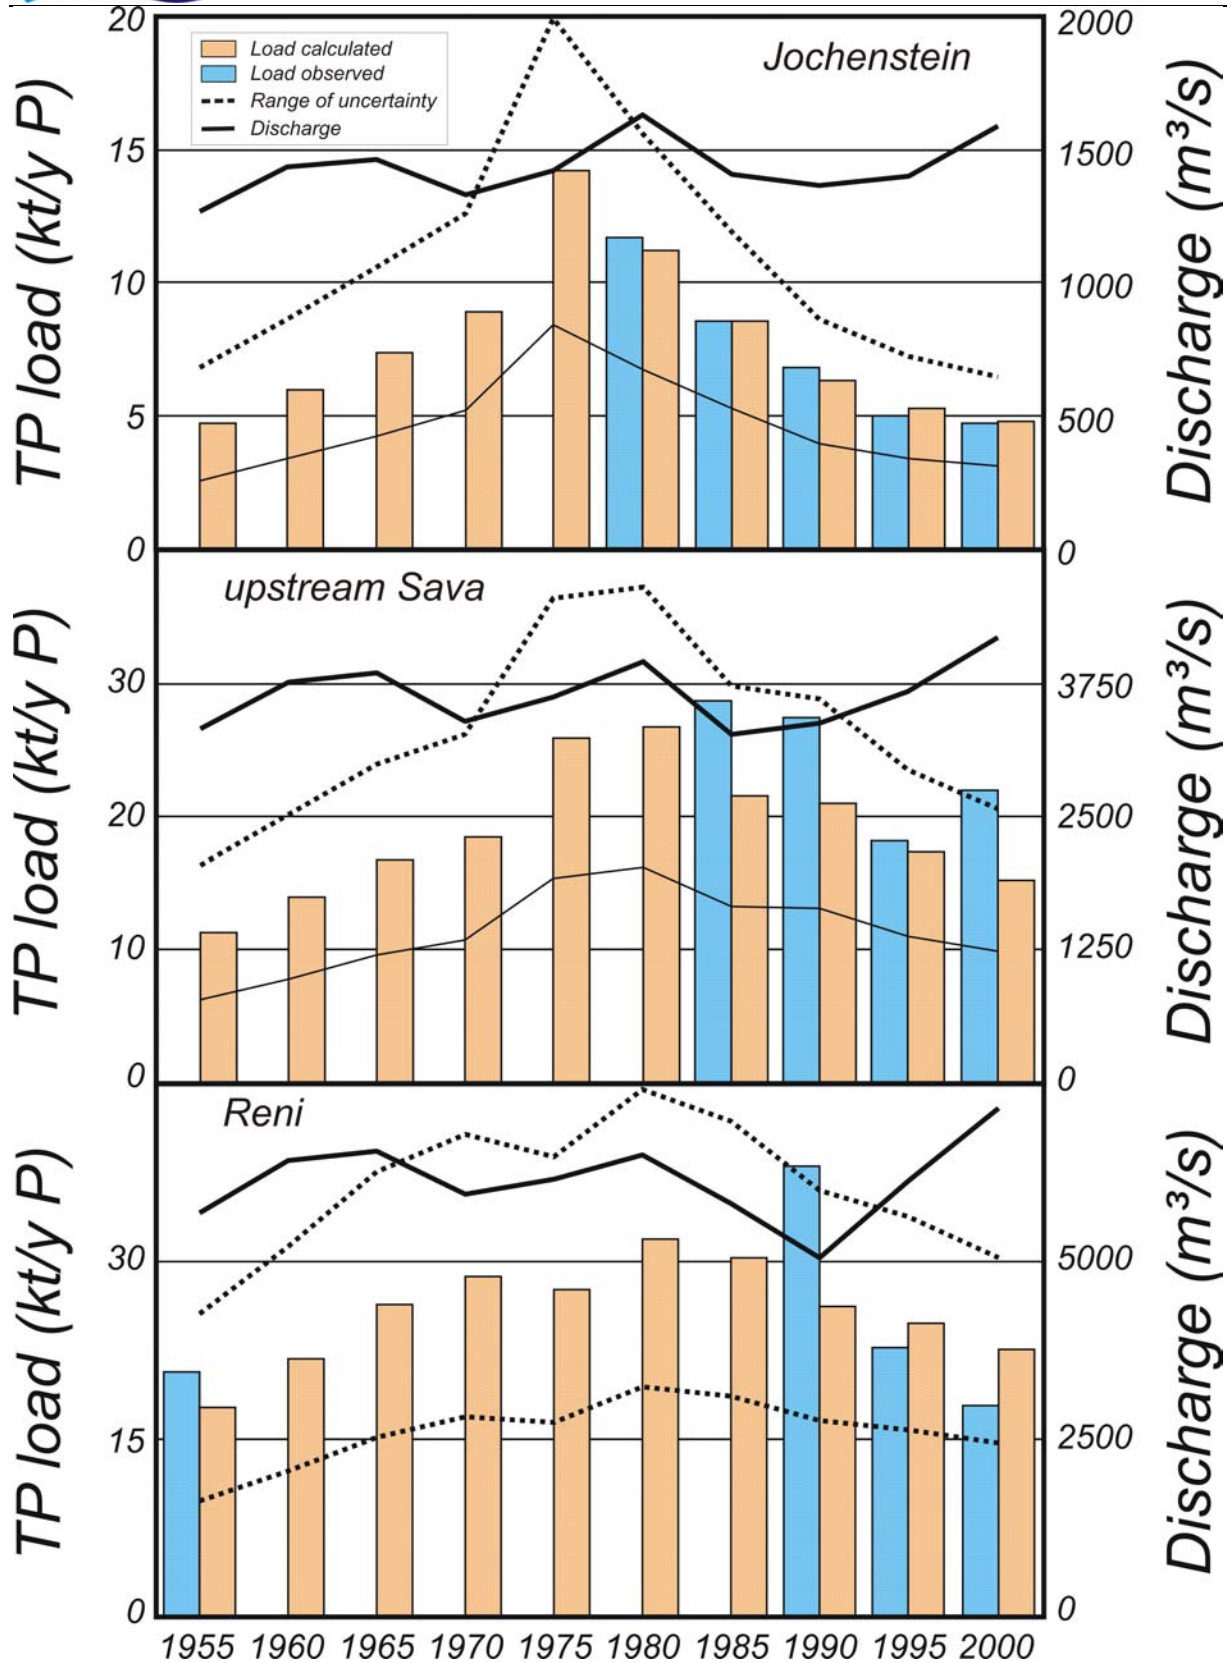 20
15
10
5
0
TP load (kt/y P)
Load calculated
Load observed
Range of uncertainty
Discharge
Jochenstein
2000
1500
1000
500
0
Discharge (m³/s)
upstream Sava
30
20
10
0
TP load (kt/y P)
3750
2500
1250
0
Discharge (m³/s)
Reni
30
15
0
TP load (kt/y P)
5000
2500
0
Discharge (m³/s)
1955 1960 1965 1970 1975 1980 1985 1990 1995 2000